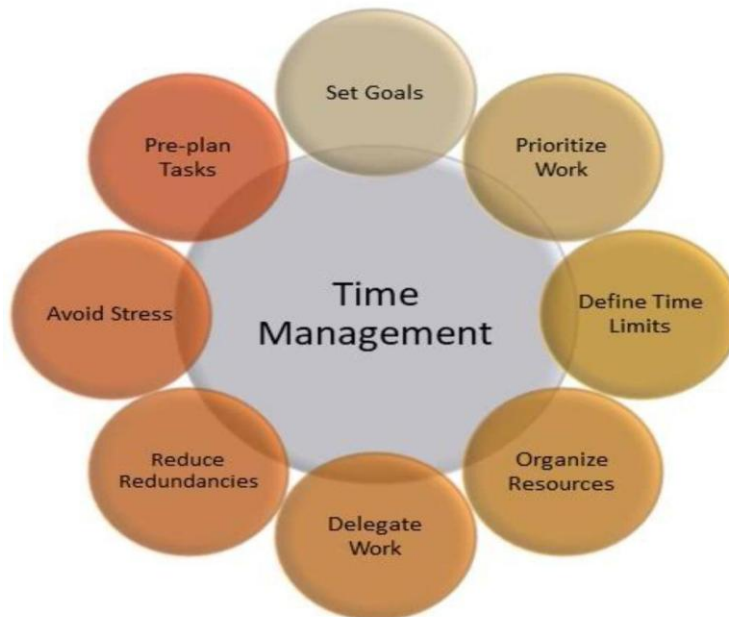 Set Goals
Prioritize
Work
Define Time
Limits
Organize
Resources
Delegate
Work
Reduce
Redundancies
Avoid Stress
Pre-plan
Tasks
Time
Management